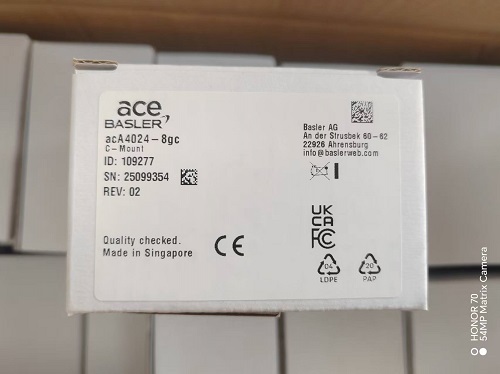 ace
BASLER
acA4024-8gc
C-Mount
ID: 109277
SN: 25099354
REV: 02
Quality checked.
Made in Singapore
CE
Basler AG
An der Strusbek 60-62
22926 Ahrensburg
info@baslerweb.com
UK
CA
FC
04
LDPE
20
PAP
HONOR 70
54MP Matrix Camera